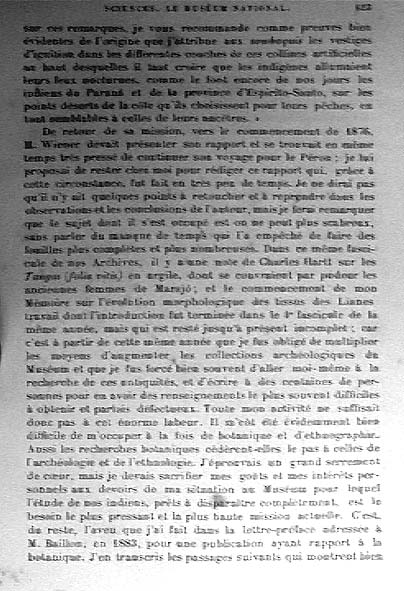 SCIENCES. LE MUSÉUM NATIONAL. 623
sur ces remarques, je vous recommande comme preuves bien
évidentes de l'origine que j'attribue aux sambaquis les vestiges
d'ignition dans les différentes couches de ces collines artificielles
au haut desquelles il faut croire que les indigènes allumaient
leurs feux nocturnes, comme le font encore de nos jours les
indiens du Paraná et de la province d'Espirito-Santo, sur les
points déserts de la côte qu'ils choisissent pour leurs pêches, en
tout semblables à celles de leurs ancêtres. »
De retour de sa mission, vers le commencement de 1876,
M. Wiener devait présenter son rapport et se trouvait en même
temps très pressé de continuer son voyage pour le Pérou; je lui
proposai de rester chez moi pour rédiger ce rapport qui, grâce à
cette circonstance, fut fait en très peu de temps. Je ne dirai pas
qu'il n'y ait quelques points à retoucher et à reprendre dans les
observations et les conclusions de l'auteur, mais je ferai remarquer
que le sujet dont il s'est occupé est on ne peut plus scabreux,
sans parler du manque de temps qui l'a empêché de faire des
fouilles plus complètes et plus nombreuses. Dans ce même fasci-
cule de nos Archives, il y a une note de Charles Hartt sur les
Tangas (folia vitis) en argile, dont se couvraient par pudeur les
anciennes femmes de Marajó; et le commencement de mon
Mémoire sur l'évolution morphologique des tissus des Lianes
travail dont l'introduction fut terminée dans le 4e fascicule de la
même année, mais qui est resté jusqu'à présent incomplet; car
c'est à partir de cette même année que je fus obligé de multiplier
les moyens d'augmenter les collections archéologiques du
Muséum et que je fus forcé bien souvent d'aller moi-même à la
recherche de ces antiquités, et d'écrire à des centaines de per-
sonnes pour en avoir des renseignements le plus souvent difficiles
à obtenir et parfois défectueux. Toute mon activité ne suffisait
donc pas à cet énorme labeur. Il m'eût été évidemment bien
difficile de m'occuper à la fois de botanique et d'ethnographie.
Aussi les recherches botaniques cédèrent-elles le pas à celles de
l'archéologie et de l'ethnologie. J'éprouvais un grand serrement
de cœur, mais je devais sacrifier mes goûts et mes intérêts per-
sonnels aux devoirs de ma situation au Muséum pour lequel
l'étude de nos indiens, prêts à disparaître complètement, est le
besoin le plus pressant et la plus haute mission actuelle. C'est,
du reste, l'aveu que j'ai fait dans la lettre-préface adressée à
M. Baillon, en 1883, pour une publication ayant rapport à la
botanique. J'en transcris les passages suivants qui montrent bien